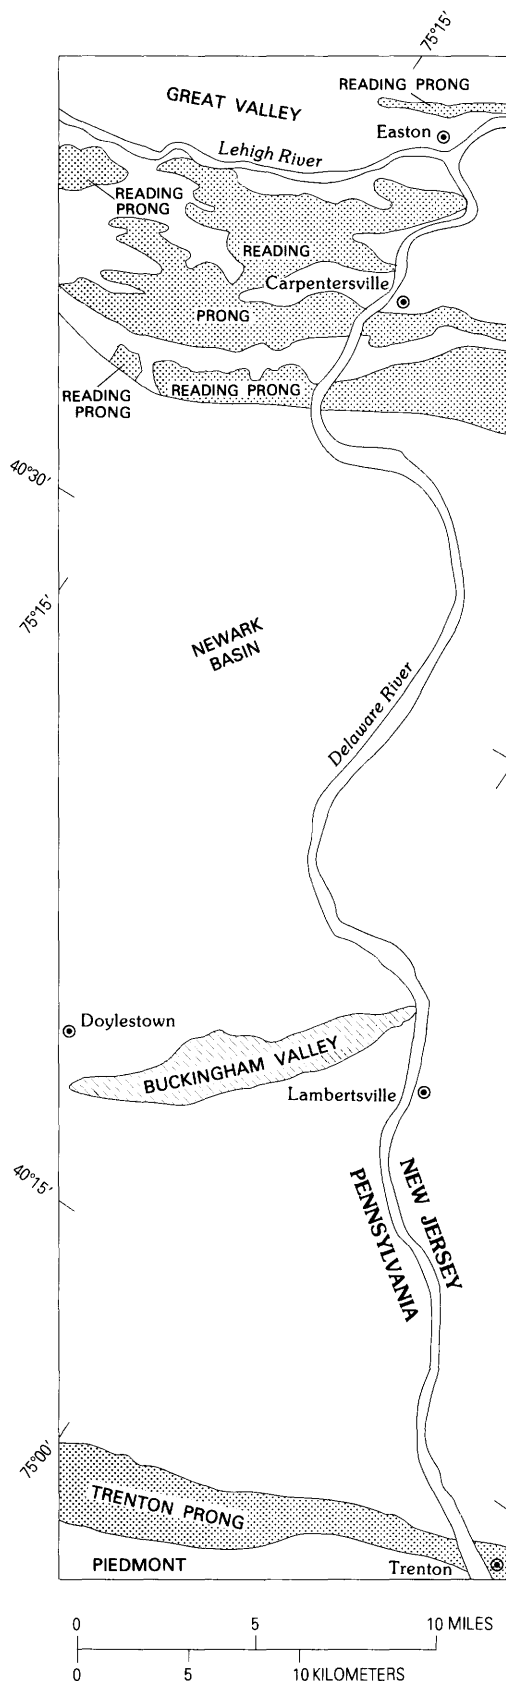 75°15′
READING PRONG
GREAT VALLEY
Easton
Lehigh River
READING
PRONG
READING
Carpentersville
PRONG
READING
PRONG
READING PRONG
40°30′
75°15′
NEWARK
BASIN
Delaware River
Doylestown
BUCKINGHAM VALLEY
Lambertsville
40°15′
NEW JERSEY
PENNSYLVANIA
75°00′
TRENTON PRONG
PIEDMONT
Trenton
0 5 10 MILES
0 5 10 KILOMETERS